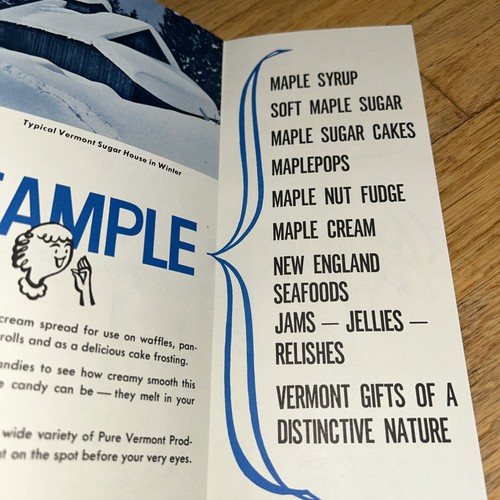 Typical Vermont Sugar House in Winter
AMPLE
cream spread for use on waffles, pan-
rolls and as a delicious cake frosting.
andies to see how creamy smooth this
candy can be — they melt in your
wide variety of Pure Vermont Prod-
on the spot before your very eyes.
MAPLE SYRUP
SOFT MAPLE SUGAR
MAPLE SUGAR CAKES
MAPLEPOPS
MAPLE NUT FUDGE
MAPLE CREAM
NEW ENGLAND
SEAFOODS
JAMS — JELLIES —
RELISHES
VERMONT GIFTS OF A
DISTINCTIVE NATURE